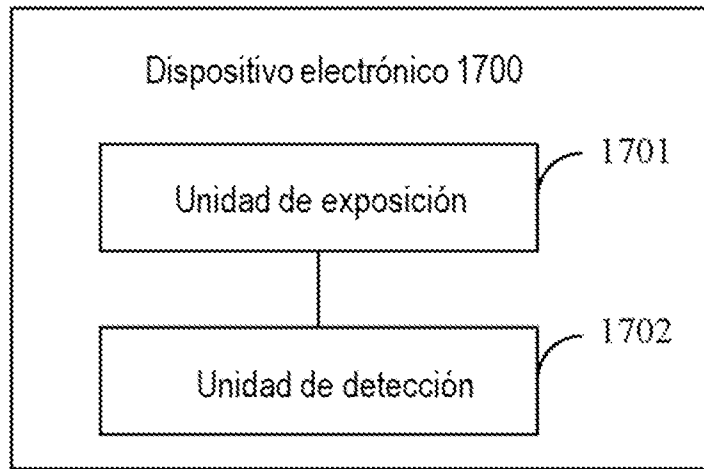 Dispositivo electrónico 1700
1701
Unidad de exposición
1702
Unidad de detección